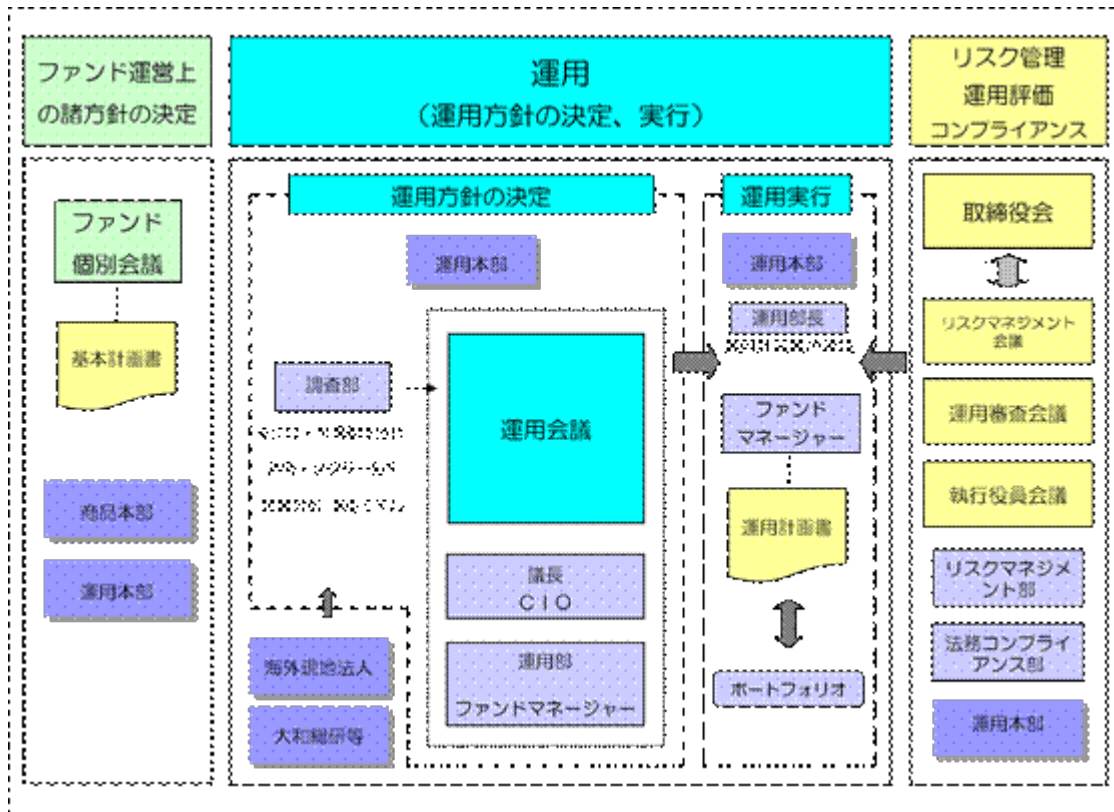 ファンド運営上
の諸方針の決定
運用
(運用方針の決定、実行)
リスク管理
運用評価
コンプライアンス
ファンド
個別会議
基本計画書
商品本部
運用本部
運用方針の決定
運用本部
調査部
運用会議
議長
CIO
運用部
ファンドマネージャー
海外現地法人
大和総研等
運用実行
運用本部
運用部長
ファンド
マネージャー
運用計画書
ポートフォリオ
取締役会
リスクマネジメント
会議
運用審査会議
執行役員会議
リスクマネジメ
ント部
法務コンプライ
アンス部
運用本部